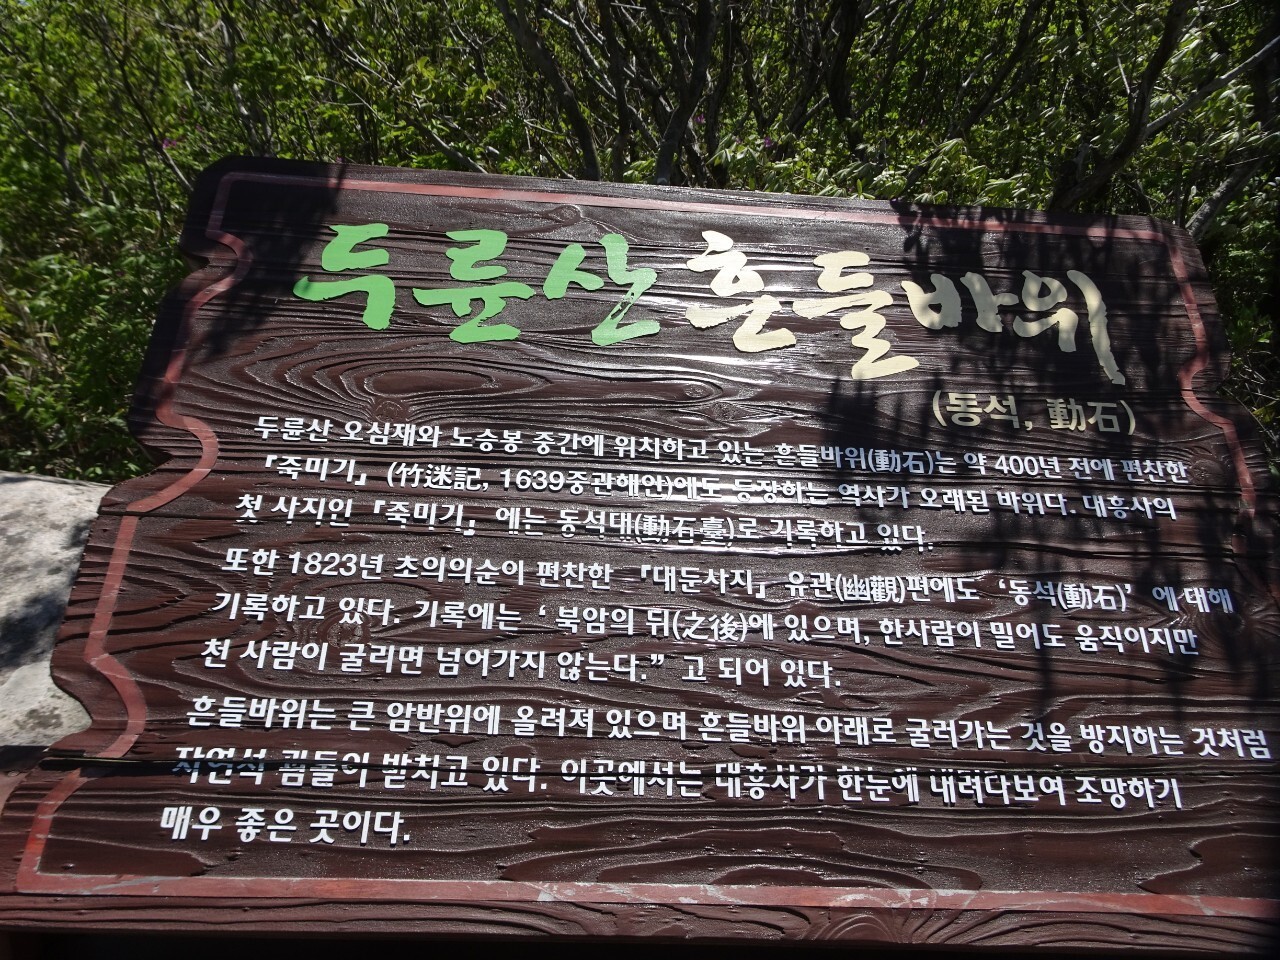 두륜산 흔들바위
(동석, 動石)
두륜산 오심재와 노승봉 중간에 위치하고 있는 흔들바위(動石)는 약 400년 전에 편찬한
『죽미기』 (竹迷記, 1639중관해안)에도 등장하는 역사가 오래된 바위다. 대흥사의
첫 사지인 『죽미기』 에는 동석대(動石臺)로 기록하고 있다.
또한 1823년 초의의순이 편찬한 『대둔사지』 유관(幽觀)편에도 ‘동석(動石)’ 에 대해
기록하고 있다. 기록에는 ‘ 북암의 뒤(之後)에 있으며, 한사람이 밀어도 움직이지만
천 사람이 굴리면 넘어가지 않는다.” 고 되어 있다.
흔들바위는 큰 암반위에 올려져 있으며 흔들바위 아래로 굴러가는 것을 방지하는 것처럼
자연석 굄돌이 받치고 있다. 이곳에서는 대흥사가 한눈에 내려다보여 조망하기
매우 좋은 곳이다.